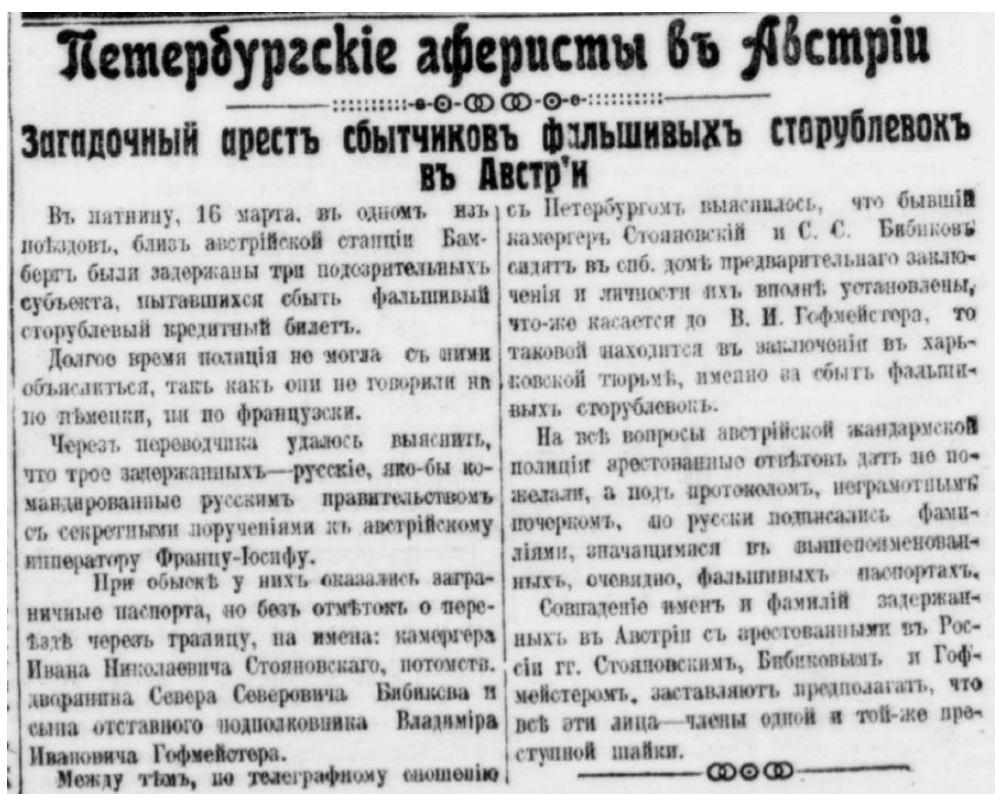 Петербургскіе аферисты въ Австріи
Загадочный арестъ сбытчиковъ фальшивыхъ сторублевокъ
въ Австр'и
Въ пятницу, 16 марта, въ одномъ изъ
поѣздовъ, близъ австрійской станціи Бам-
бергъ были задержаны три подозрительныхъ
субъекта, пытавшихся сбыть фальшивый
сторублевый кредитный билетъ.
Долгое время полиція не могла съ ними
объясниться, такъ какъ они не говорили ни
по нѣмецки, ни по французски.
Черезъ переводчика удалось выяснить,
что трое задержанныхъ—русскіе, яко-бы ко-
мандированные русскимъ правительствомъ
съ секретными порученіями къ австрійскому
императору Францу-Іосифу.
При обыскѣ у нихъ оказались загра-
ничные паспорта, но безъ отмѣтокъ о пере-
ѣздѣ черезъ границу, на имена: камергера
Ивана Николаевича Стояновскаго, потомств.
дворянина Севера Северовича Бибикова и
сына отставного подполковника Владиміра
Ивановича Гофмейстера.
Между тѣмъ, по телеграфному сношенію
съ Петербургомъ выяснилось, что бывшій
камергеръ Стояновскій и С. С. Бибиковъ
сидятъ въ спб. домѣ предварительнаго заклю-
ченія и личности ихъ вполнѣ установлены,
что-же касается до В. И. Гофмейстора, то
таковой находится въ заключеніи въ харь-
ковской тюрьмѣ, именно за сбытъ фальши-
выхъ сторублевокъ.
На всѣ вопросы австрійской жандармской
полиціи арестованные отвѣтовъ дать не по-
желали, а подъ протоколомъ, неграмотнымъ
почеркомъ, по русски подписались фами-
ліями, значащимися въ вышепоименован-
ныхъ, очевидно, фальшивыхъ паспортахъ.
Совпаденіе именъ и фамилій задержан-
ныхъ въ Австріи съ арестованными въ Рос-
сіи гг. Стояновскимъ, Бибиковымъ и Гоф-
мейстеромъ, заставляютъ предполагать, что
всѣ эти лица—члены одной и той-же пре-
ступной шайки.